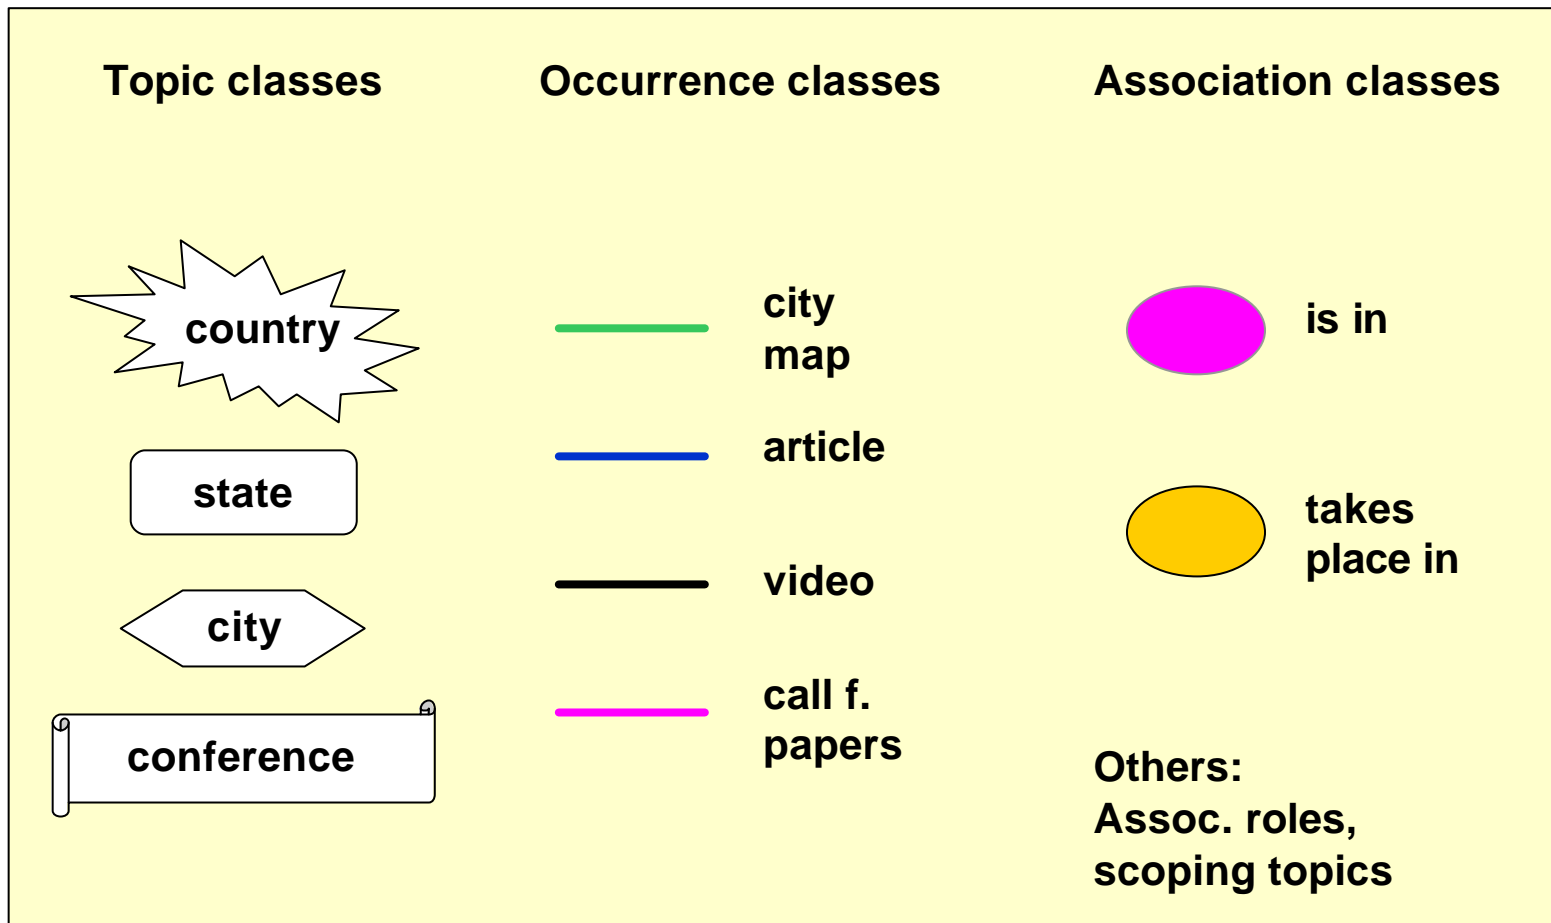 Topic classes
Occurrence classes
Association classes
country
state
city
conference
city
map
article
video
call f.
papers
is in
takes
place in
Others:
Assoc. roles,
scoping topics